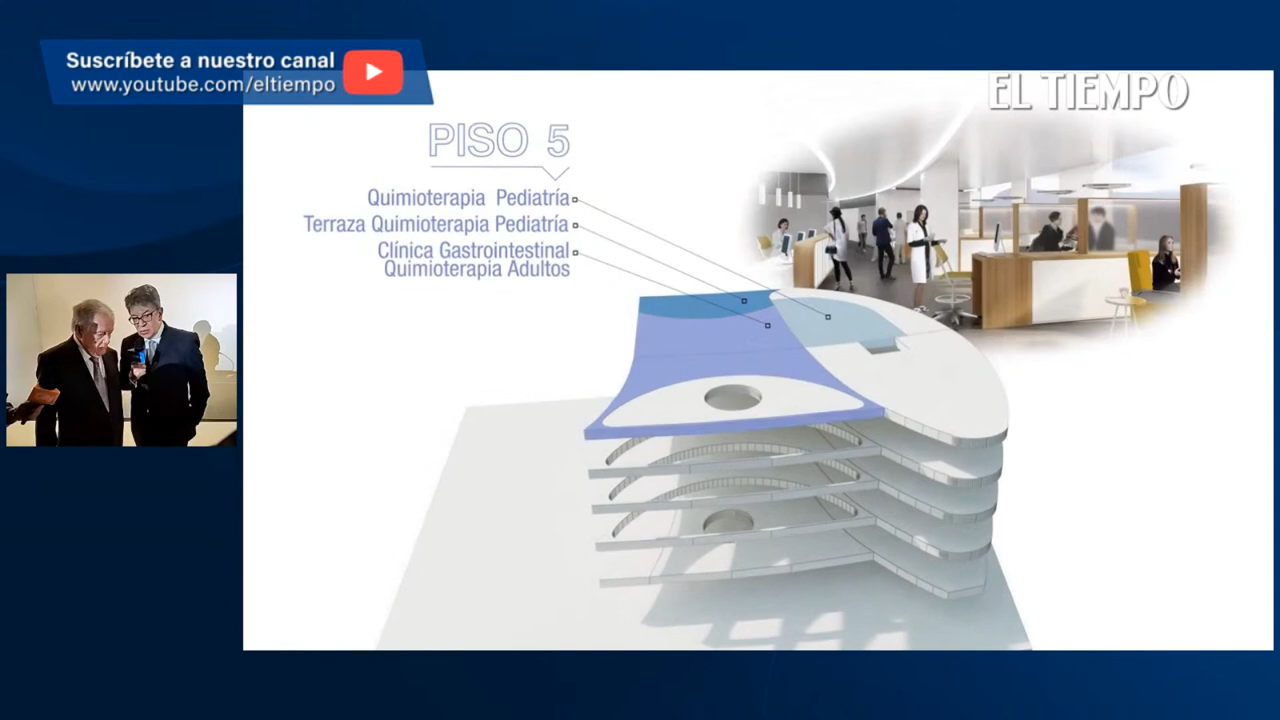 Suscríbete a nuestro canal
www.youtube.com/eltiempo
EL TIEMPO
PISO 5
Quimioterapia Pediatría
Terraza Quimioterapia Pediatría
Clínica Gastrointestinal
Quimioterapia Adultos